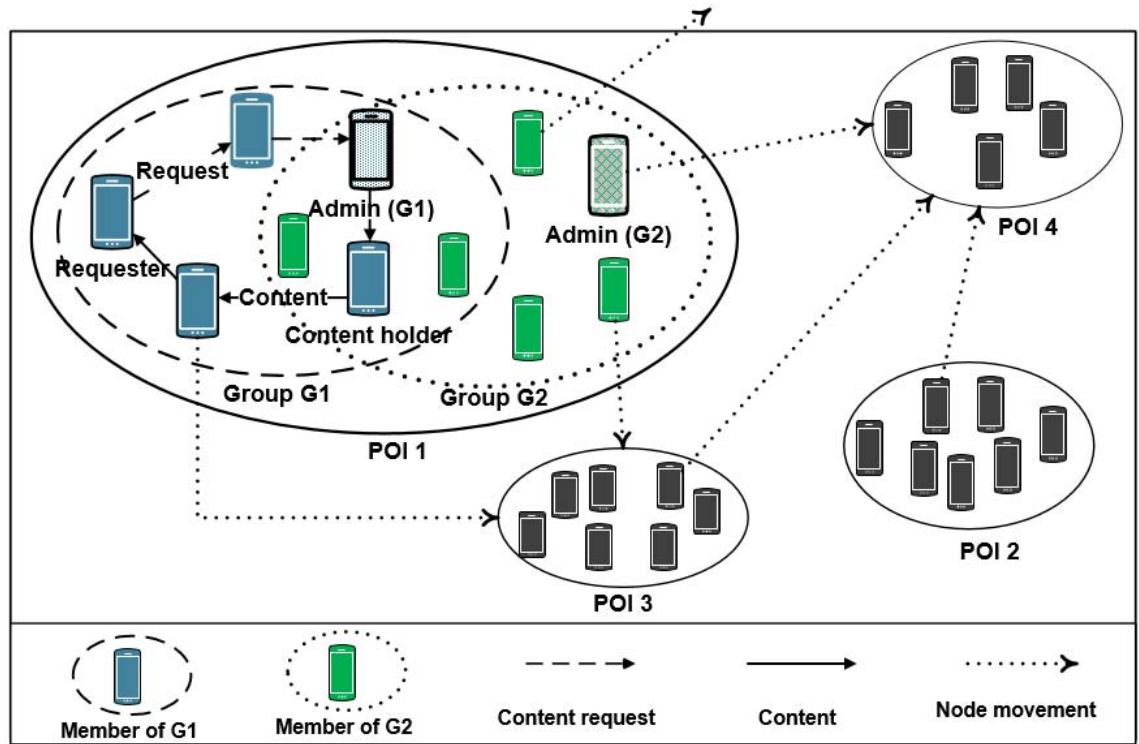 Request
Admin (G1)
Admin (G2)
Requester
Content
Content holder
Group G1
Group G2
POI 1
POI 4
POI 2
POI 3
Member of G1
Member of G2
Content request
Content
Node movement